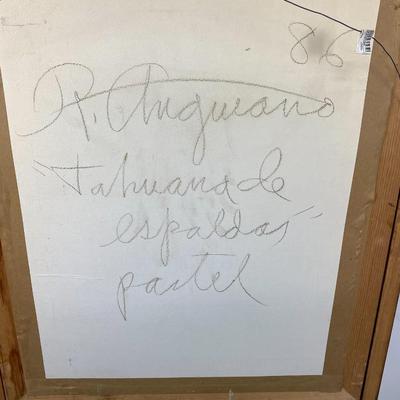 86
R. Anguiano
"Tahuana de
espaldas"
pastel